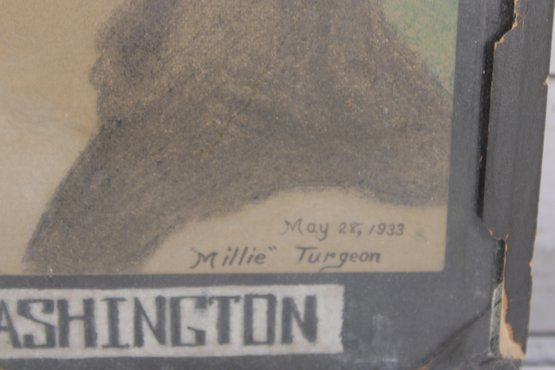 May 28, 1933
"Millie" Turgeon
ASHINGTON